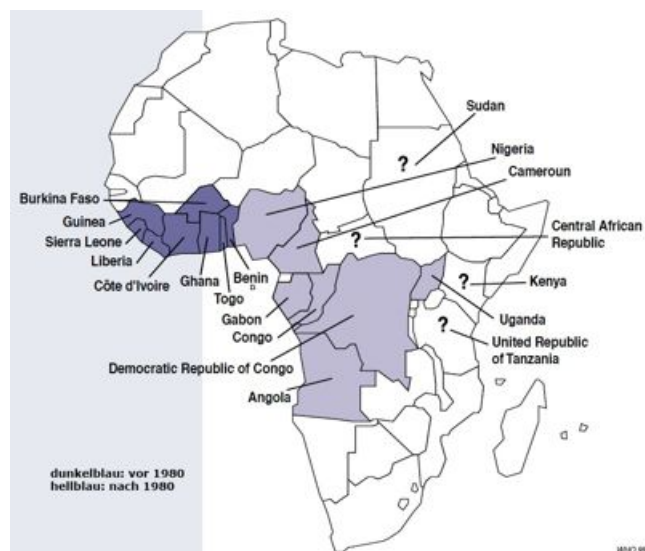 Sudan
Nigeria
Cameroun
?
Burkina Faso
Central African
Republic
Guinea
?
Sierra Leone
Liberia
Benin
?
Kenya
Côte d'Ivoire
Ghana
Togo
Uganda
Gabon
?
Congo
United Republic
of Tanzania
Democratic Republic of Congo
Angola
dunkelblau: vor 1980
hellblau: nach 1980